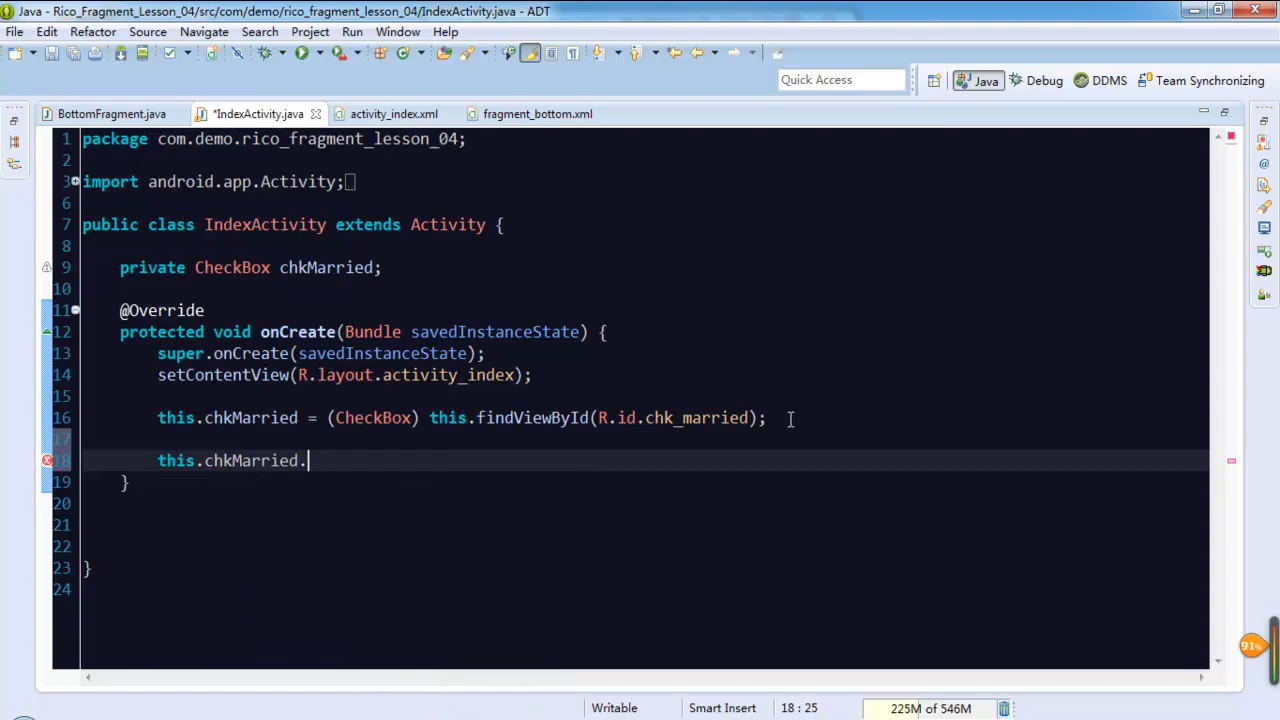 Java - Rico_Fragment_Lesson_04/src/com/demo/rico_fragment_lesson_04/IndexActivity.java - ADT
File Edit Refactor Source Navigate Search Project Run Window Help
Quick Access Java Debug DDMS Team Synchronizing
BottomFragment.java *IndexActivity.java activity_index.xml fragment_bottom.xml
1 package com.demo.rico_fragment_lesson_04;
2
3 import android.app.Activity;
6
7 public class IndexActivity extends Activity {
8
9 private CheckBox chkMarried;
10
11 @Override
12 protected void onCreate(Bundle savedInstanceState) {
13 super.onCreate(savedInstanceState);
14 setContentView(R.layout.activity_index);
15
16 this.chkMarried = (CheckBox) this.findViewById(R.id.chk_married);
17
18 this.chkMarried.
19 }
20
21
22
23 }
24
91%
Writable Smart Insert 18 : 25 225M of 546M